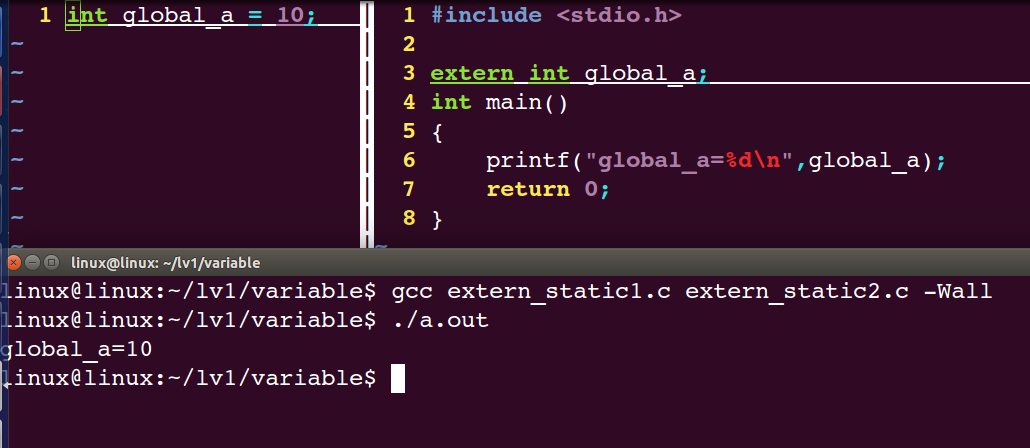 1 int global_a = 10;
~
~
~
~
~
~
~
~
1 #include <stdio.h>
2
3 extern int global_a;
4 int main()
5 {
6     printf("global_a=%d\n",global_a);
7     return 0;
8 }
~
linux@linux: ~/lv1/variable
linux@linux:~/lv1/variable$ gcc extern_static1.c extern_static2.c -Wall
linux@linux:~/lv1/variable$ ./a.out
global_a=10
linux@linux:~/lv1/variable$